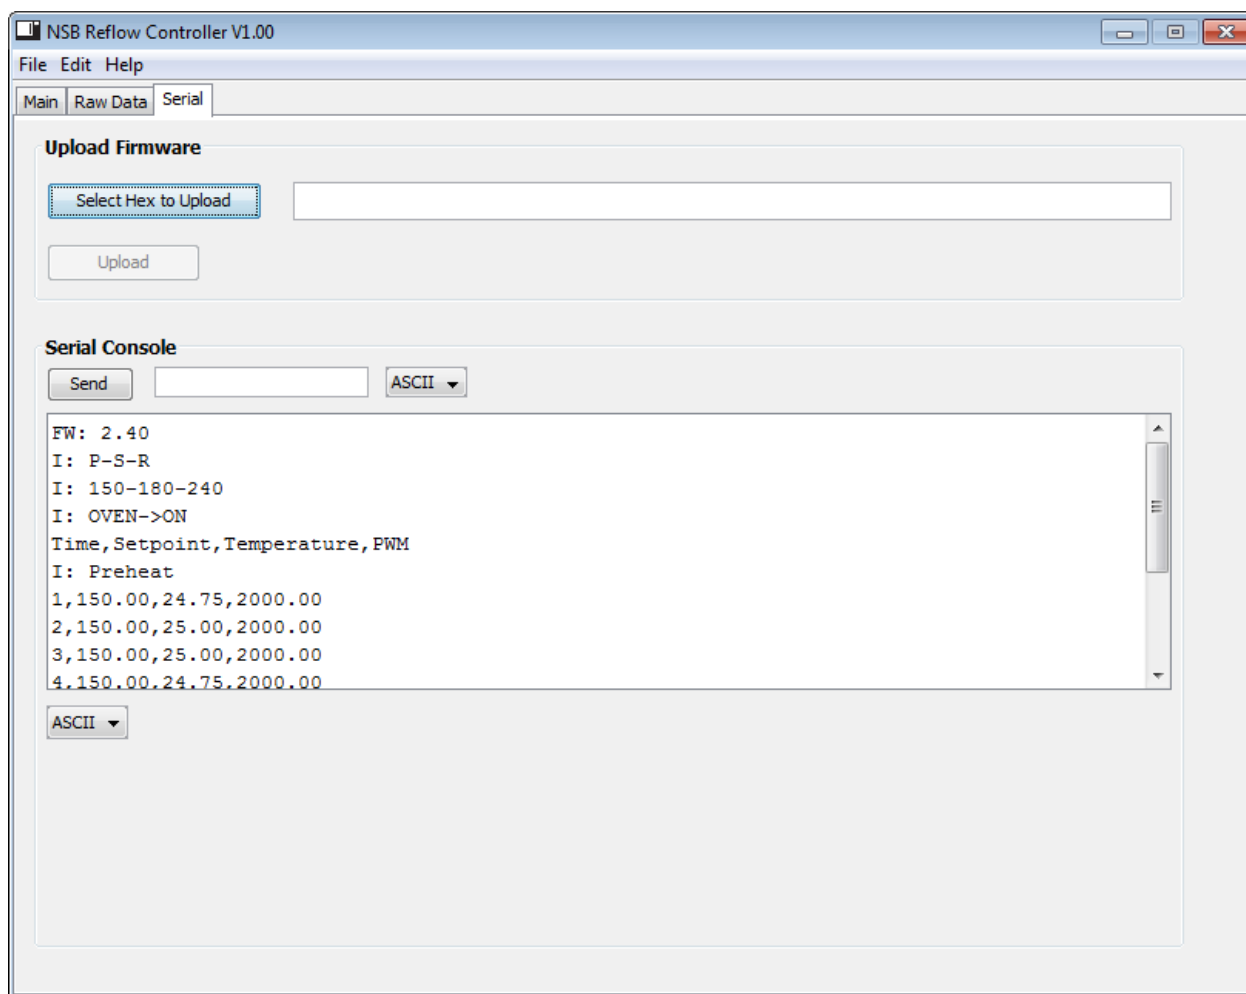 NSB Reflow Controller V1.00
File Edit Help
Main Raw Data Serial
Upload Firmware
Select Hex to Upload
Upload
Serial Console
Send ASCII
FW: 2.40
I: P-S-R
I: 150-180-240
I: OVEN->ON
Time,Setpoint,Temperature,PWM
I: Preheat
1,150.00,24.75,2000.00
2,150.00,25.00,2000.00
3,150.00,25.00,2000.00
4,150.00,24.75,2000.00
ASCII